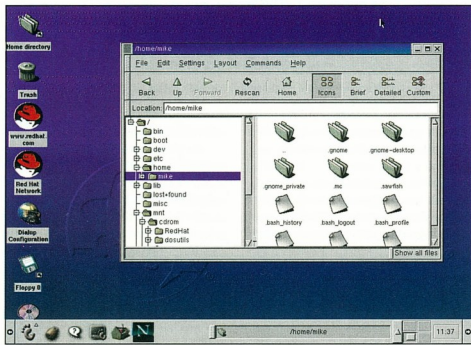 Home directory
Trash
www.redhat.
com
Red Hat
Network
Dialup
Configuration
Floppy 0
/home/mike
File Edit Settings Layout Commands Help
Back Up Forward Rescan Home Icons Brief Detailed Custom
Location: /home/mike
/
bin
boot
dev
etc
home
mike
lib
lost+found
misc
mnt
cdrom
RedHat
dosutils
..
.gnome
.gnome-desktop
.gnome_private
.mc
.sawfish
.bash_history
.bash_logout
.bash_profile
Show all files
/home/mike
11:37